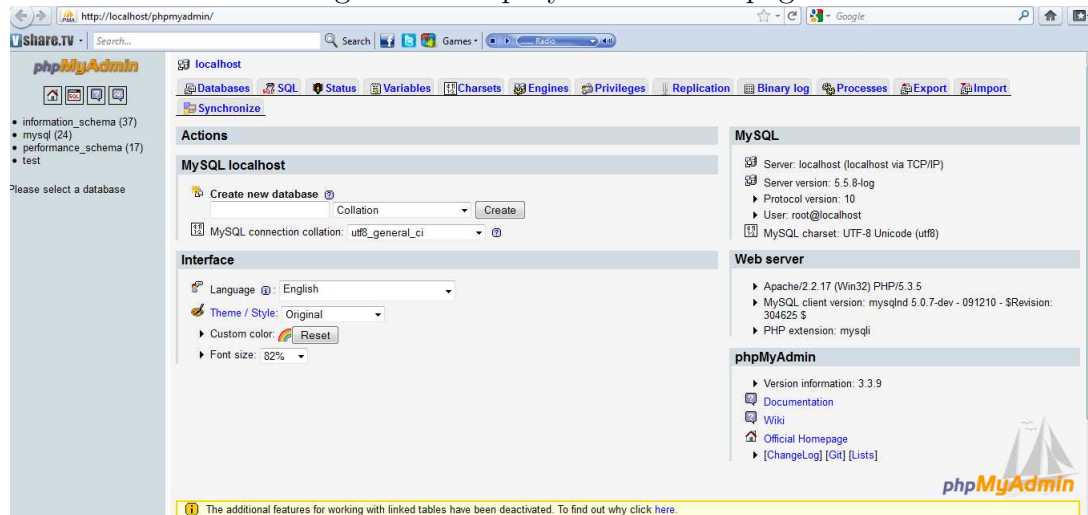 http://localhost/phpmyadmin/
Google
share.TV
Search...
Search
Games
Radio
phpMyAdmin
localhost
Databases SQL Status Variables Charsets Engines Privileges Replication Binary log Processes Export Import
Synchronize
information_schema (37)
mysql (24)
performance_schema (17)
test
Please select a database
Actions
MySQL localhost
Create new database
Collation Create
MySQL connection collation: utf8_general_ci
Interface
Language : English
Theme / Style: Original
Custom color: Reset
Font size: 82%
MySQL
Server: localhost (localhost via TCP/IP)
Server version: 5.5.8-log
Protocol version: 10
User: root@localhost
MySQL charset: UTF-8 Unicode (utf8)
Web server
Apache/2.2.17 (Win32) PHP/5.3.5
MySQL client version: mysqlnd 5.0.7-dev - 091210 - $Revision:
304625 $
PHP extension: mysqli
phpMyAdmin
Version information: 3.3.9
Documentation
Wiki
Official Homepage
[ChangeLog] [Git] [Lists]
phpMyAdmin
The additional features for working with linked tables have been deactivated. To find out why click here.